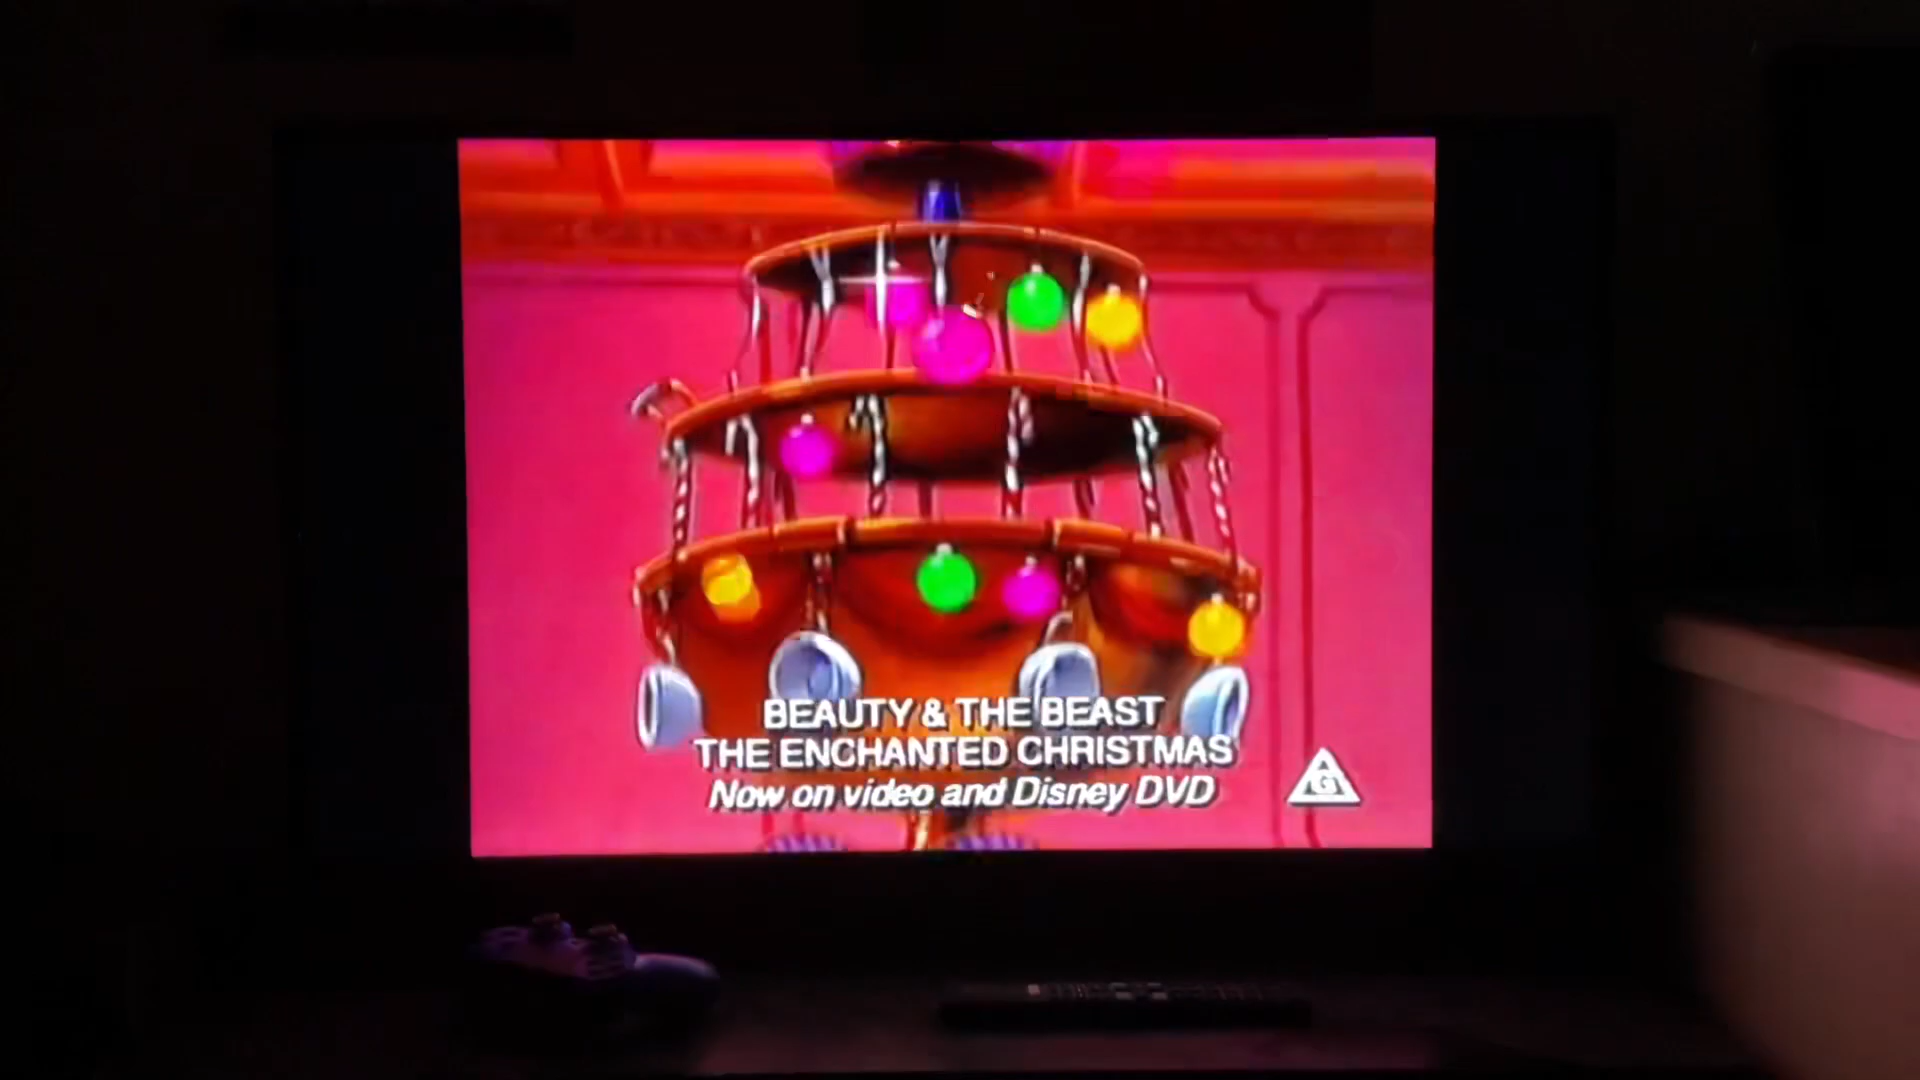 BEAUTY & THE BEAST
THE ENCHANTED CHRISTMAS
Now on video and Disney DVD
G